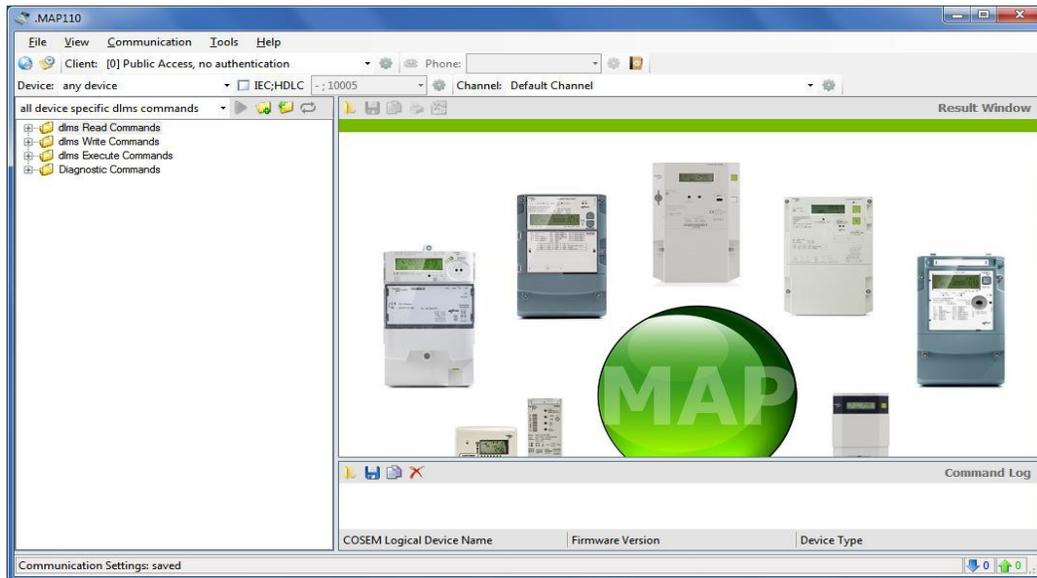 .MAP110
File View Communication Tools Help
Client: [0] Public Access, no authentication Phone:
Device: any device IEC;HDLC - ; 10005 Channel: Default Channel
all device specific dlms commands Result Window
dlms Read Commands
dlms Write Commands
dlms Execute Commands
Diagnostic Commands
MAP
Command Log
COSEM Logical Device Name Firmware Version Device Type
Communication Settings: saved 0 0